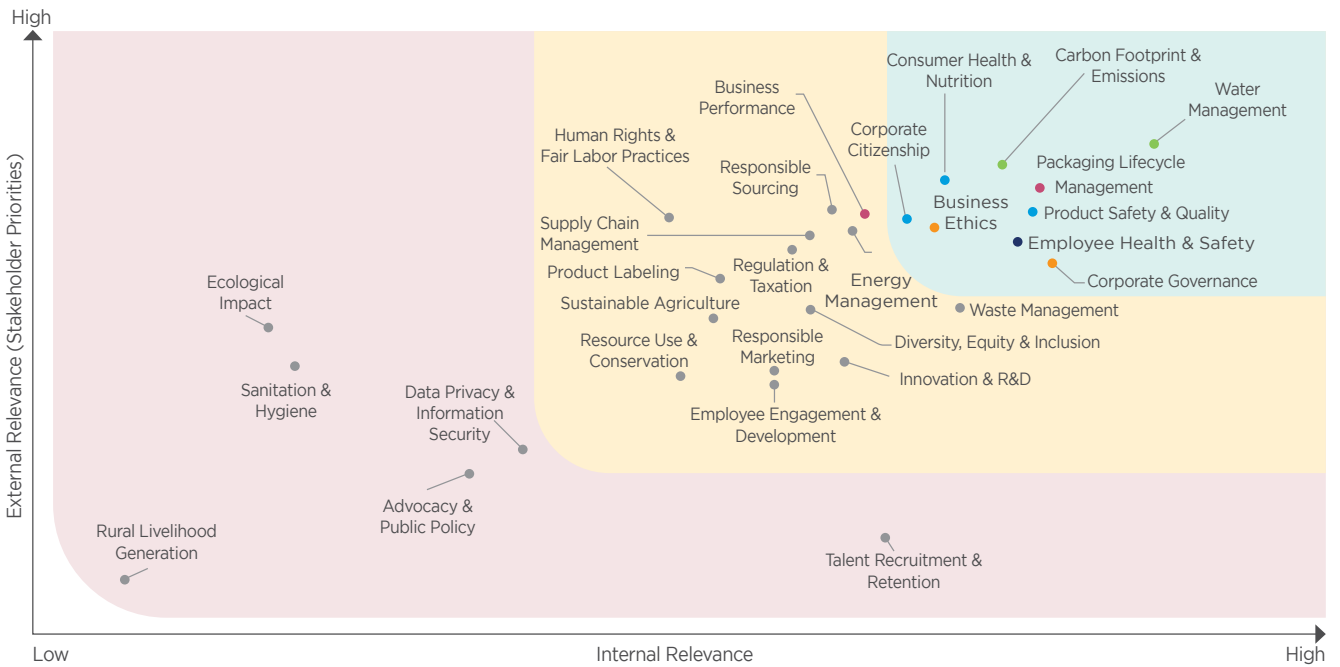 High
External Relevance (Stakeholder Priorities)
Consumer Health &
Nutrition
Carbon Footprint &
Emissions
Water
Management
Business
Performance
Corporate
Citizenship
Human Rights &
Fair Labor Practices
Responsible
Sourcing
Packaging Lifecycle
Management
Business
Ethics
Product Safety & Quality
Supply Chain
Management
Employee Health & Safety
Product Labeling
Regulation &
Taxation
Energy
Management
Corporate Governance
Ecological
Impact
Sustainable Agriculture
Waste Management
Resource Use &
Conservation
Responsible
Marketing
Diversity, Equity & Inclusion
Innovation & R&D
Sanitation &
Hygiene
Data Privacy &
Information
Security
Employee Engagement &
Development
Advocacy &
Public Policy
Rural Livelihood
Generation
Talent Recruitment &
Retention
Low
Internal Relevance
High